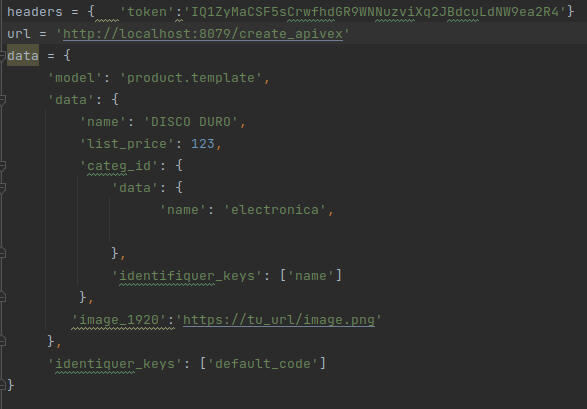 headers = {   'token':'IQ1ZyMaCSF5sCrwfhdGR9WNNuzviXq2JBdcuLdNW9ea2R4'}
url = 'http://localhost:8079/create_apivex'
data = {
    'model': 'product.template',
    'data': {
        'name': 'DISCO DURO',
        'list_price': 123,
        'categ_id': {
            'data': {
                  'name': 'electronica',
            },
            'identifiquer_keys': ['name']
        },
       'image_1920':'https://tu_url/image.png'
    },
    'identiquer_keys': ['default_code']
}